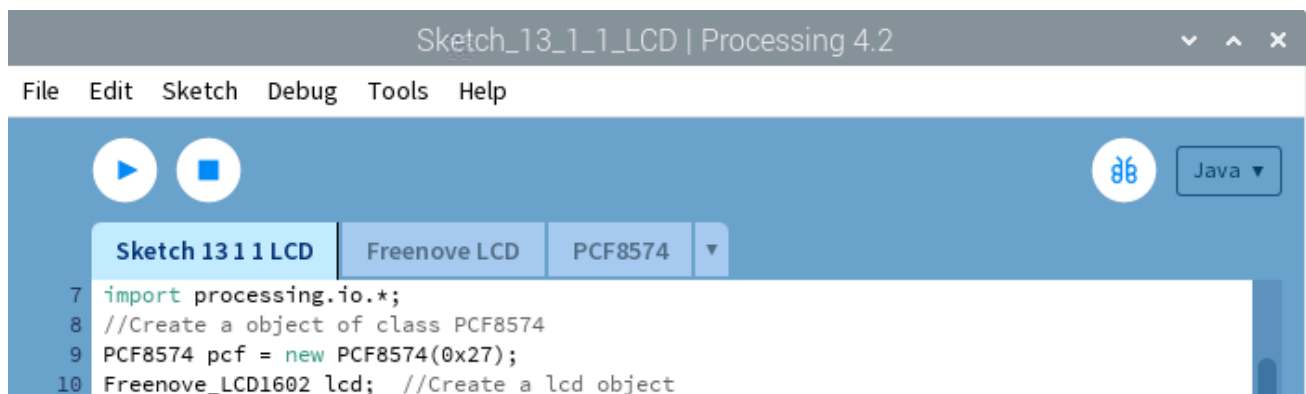 Sketch_13_1_1_LCD | Processing 4.2
File Edit Sketch Debug Tools Help
Java ▼
Sketch 13 1 1 LCD Freenove LCD PCF8574 ▼
7 import processing.io.*;
8 //Create a object of class PCF8574
9 PCF8574 pcf = new PCF8574(0x27);
10 Freenove_LCD1602 lcd; //Create a lcd object